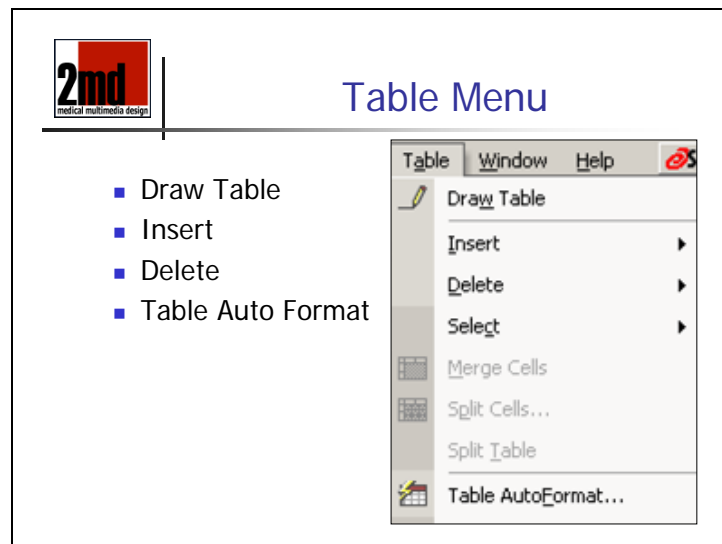 2md
medical multimedia design
Table Menu
Draw Table
Insert
Delete
Table Auto Format
Table Window Help S
Draw Table
Insert
Delete
Select
Merge Cells
Split Cells...
Split Table
Table AutoFormat...